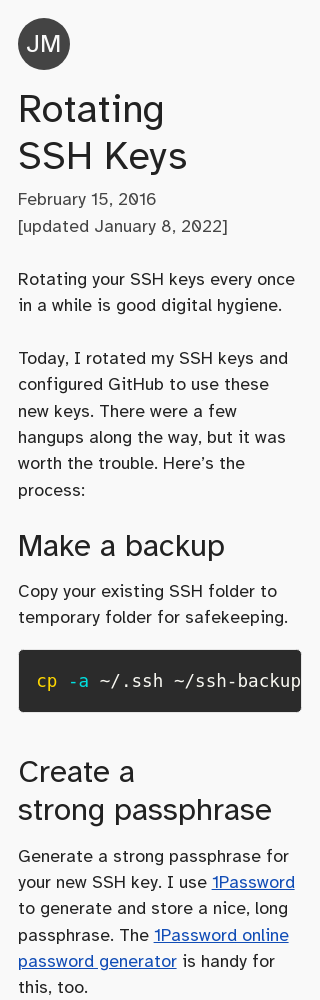 JM
Rotating
SSH Keys
February 15, 2016
[updated January 8, 2022]
Rotating your SSH keys every once
in a while is good digital hygiene.
Today, I rotated my SSH keys and
configured GitHub to use these
new keys. There were a few
hangups along the way, but it was
worth the trouble. Here’s the
process:
Make a backup
Copy your existing SSH folder to
temporary folder for safekeeping.
cp -a ~/.ssh ~/ssh-backup
Create a
strong passphrase
Generate a strong passphrase for
your new SSH key. I use 1Password
to generate and store a nice, long
passphrase. The 1Password online
password generator is handy for
this, too.